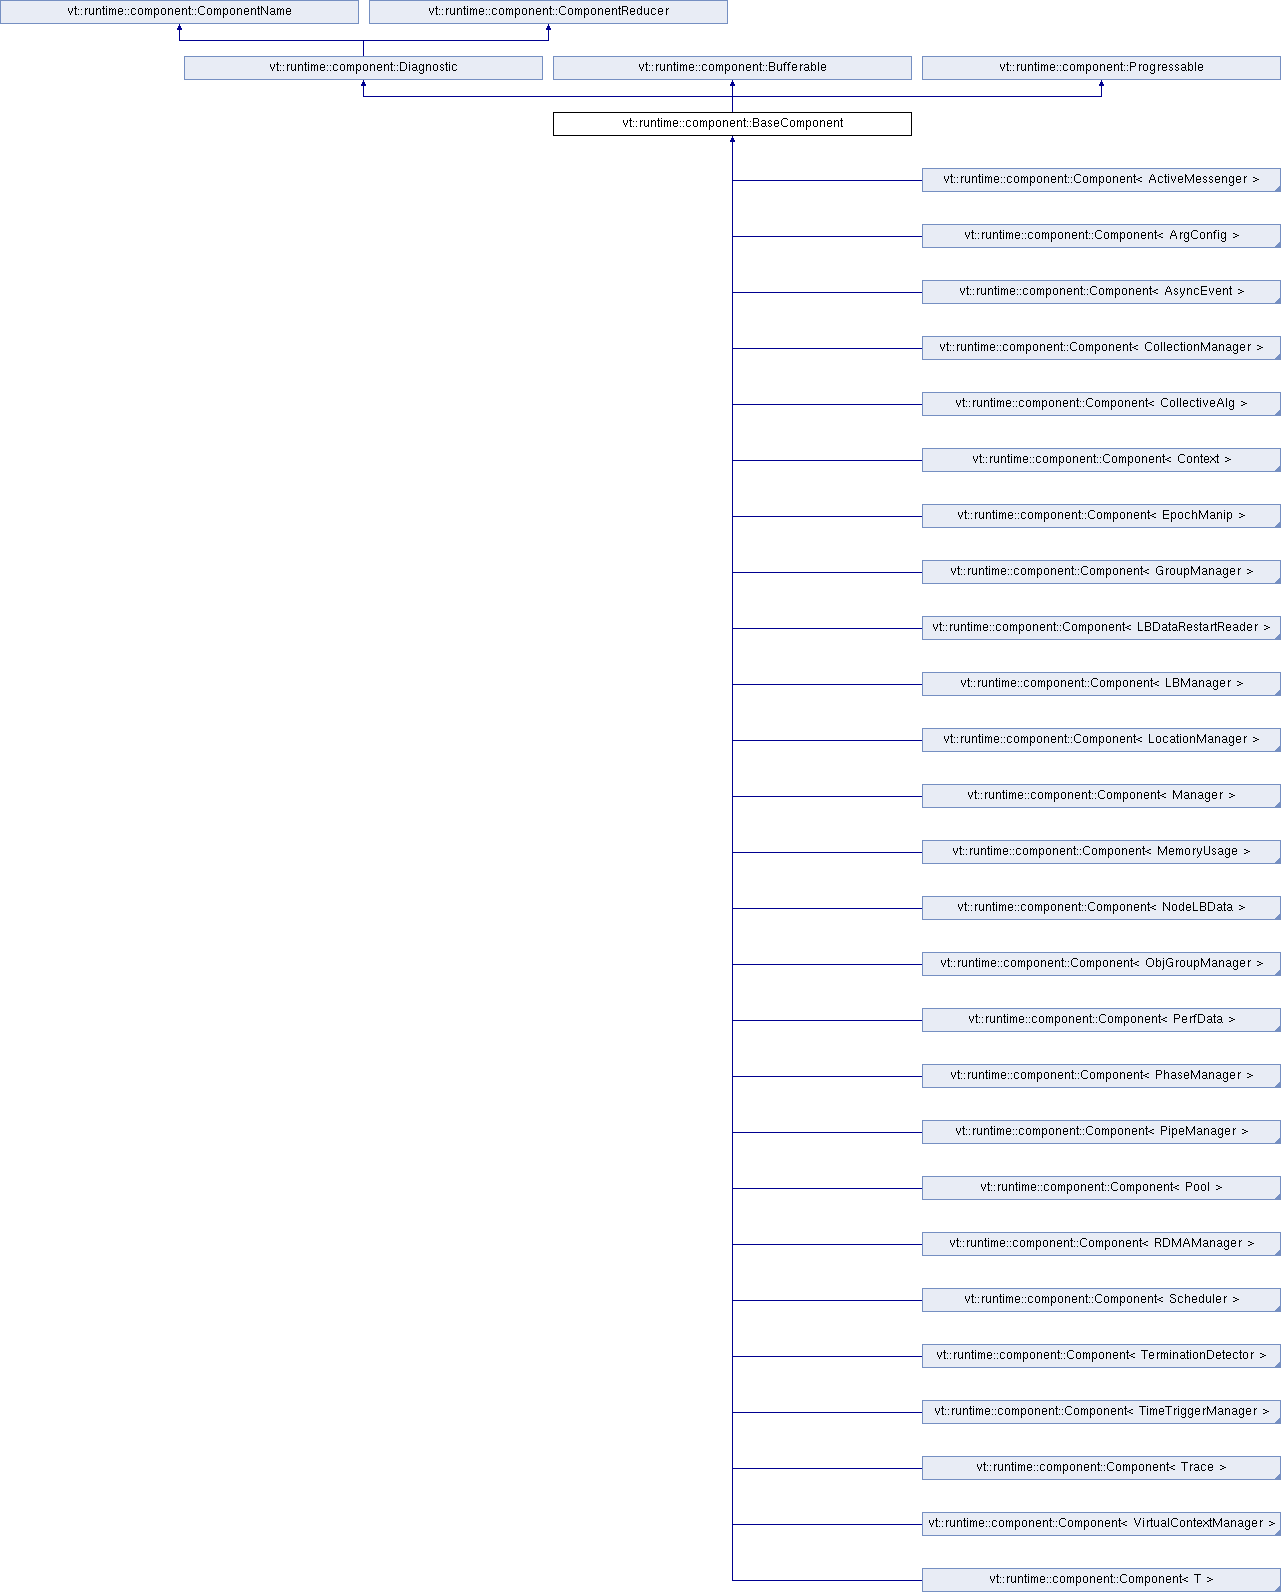 vt::runtime::component::ComponentName
vt::runtime::component::ComponentReducer
vt::runtime::component::Diagnostic
vt::runtime::component::Bufferable
vt::runtime::component::Progressable
vt::runtime::component::BaseComponent
vt::runtime::component::Component< ActiveMessenger >
vt::runtime::component::Component< ArgConfig >
vt::runtime::component::Component< AsyncEvent >
vt::runtime::component::Component< CollectionManager >
vt::runtime::component::Component< CollectiveAlg >
vt::runtime::component::Component< Context >
vt::runtime::component::Component< EpochManip >
vt::runtime::component::Component< GroupManager >
vt::runtime::component::Component< LBDataRestartReader >
vt::runtime::component::Component< LBManager >
vt::runtime::component::Component< LocationManager >
vt::runtime::component::Component< Manager >
vt::runtime::component::Component< MemoryUsage >
vt::runtime::component::Component< NodeLBData >
vt::runtime::component::Component< ObjGroupManager >
vt::runtime::component::Component< PerfData >
vt::runtime::component::Component< PhaseManager >
vt::runtime::component::Component< PipeManager >
vt::runtime::component::Component< Pool >
vt::runtime::component::Component< RDMAManager >
vt::runtime::component::Component< Scheduler >
vt::runtime::component::Component< TerminationDetector >
vt::runtime::component::Component< TimeTriggerManager >
vt::runtime::component::Component< Trace >
vt::runtime::component::Component< VirtualContextManager >
vt::runtime::component::Component< T >